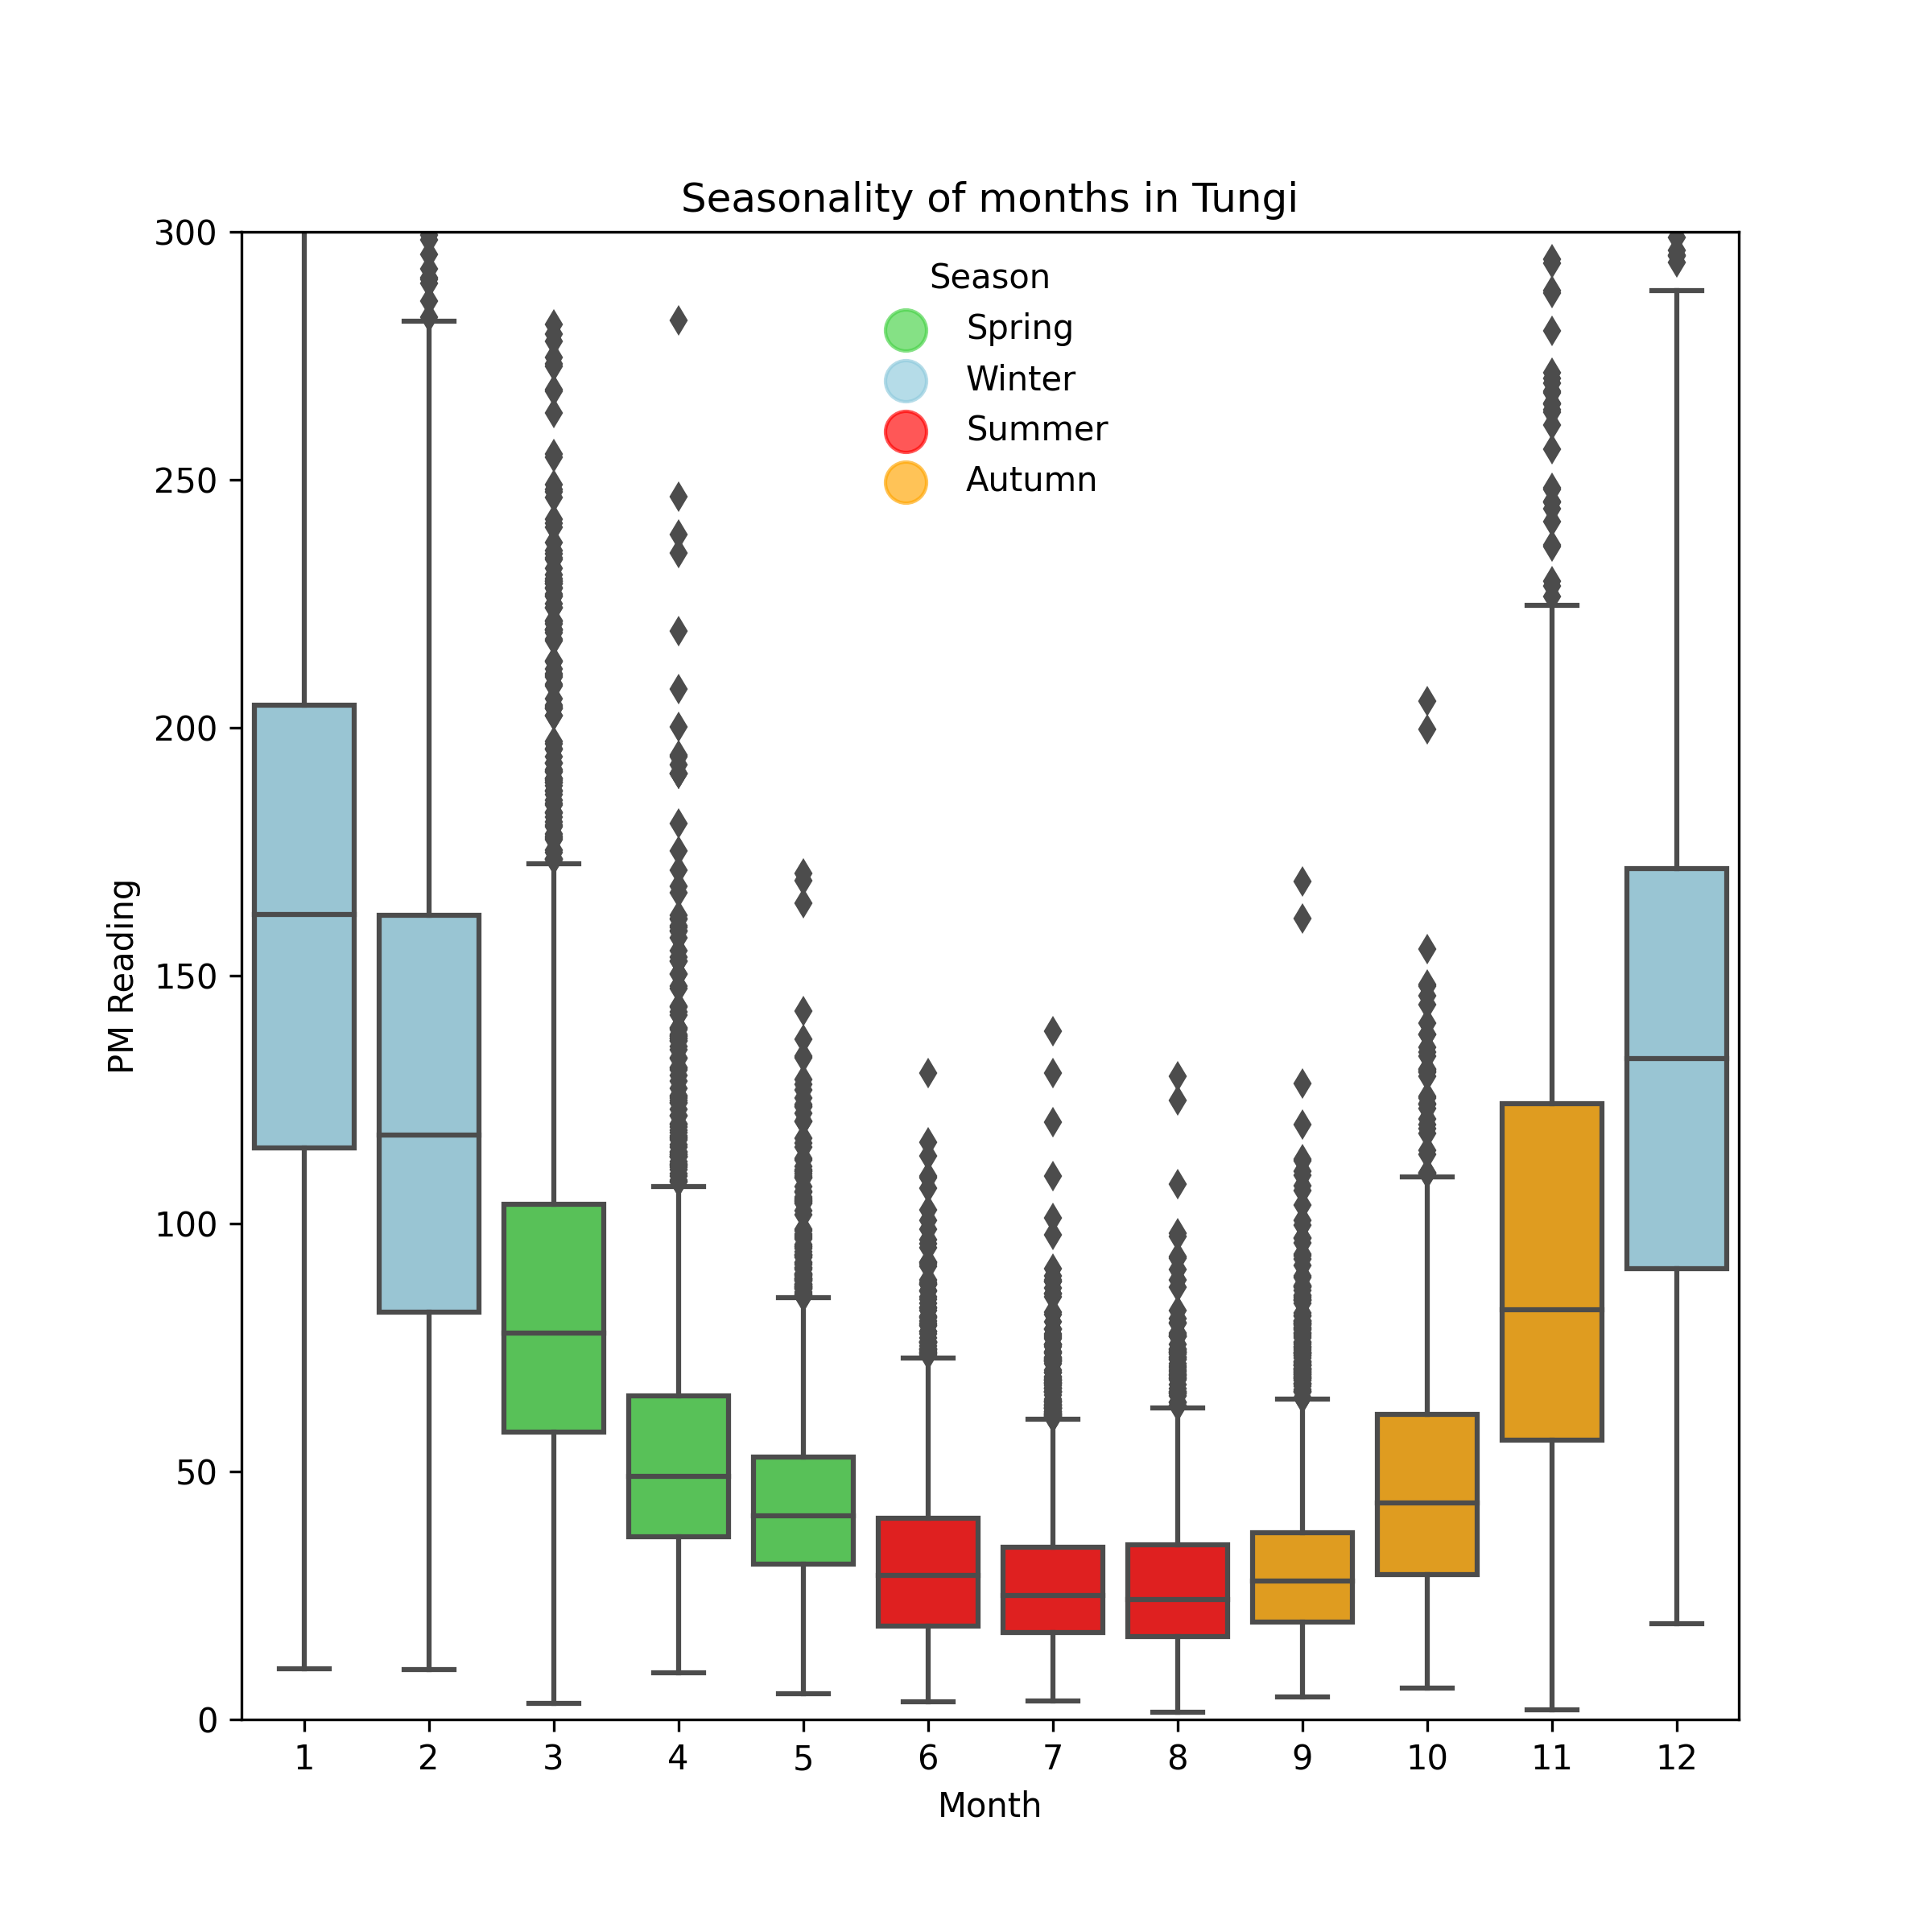 Seasonality of months in Tungi
300
250
200
150
100
50
0
PM Reading
Season
Spring
Winter
Summer
Autumn
1 2 3 4 5 6 7 8 9 10 11 12
Month